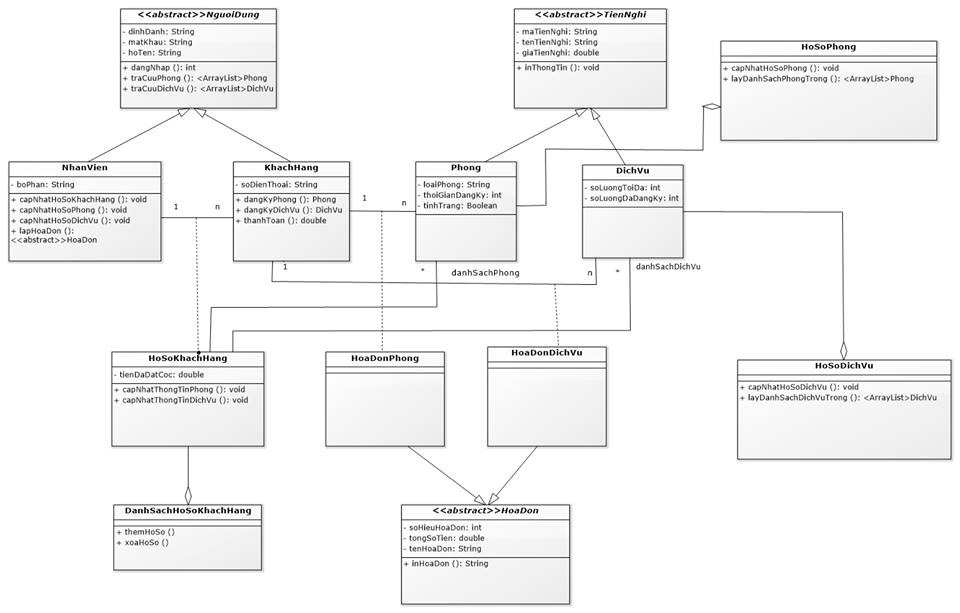 <<abstract>>NguoiDung
- dinhDanh: String
- matKhau: String
- hoTen: String
+ dangNhap (): int
+ traCuuPhong (): <ArrayList>Phong
+ traCuuDichVu (): <ArrayList>DichVu
<<abstract>>TienNghi
- maTienNghi: String
- tenTienNghi: String
- giaTienNghi: double
+ inThongTin (): void
HoSoPhong
+ capNhatHoSoPhong (): void
+ layDanhSachPhongTrong (): <ArrayList>Phong
NhanVien
- boPhan: String
+ capNhatHoSoKhachHang (): void
+ capNhatHoSoPhong (): void
+ capNhatHoSoDichVu (): void
+ lapHoaDon ():
<<abstract>>HoaDon
1
n
KhachHang
- soDienThoai: String
+ dangKyPhong (): Phong
+ dangKyDichVu (): DichVu
+ thanhToan (): double
1
n
Phong
- loaiPhong: String
- thoiGianDangKy: int
- tinhTrang: Boolean
DichVu
- soLuongToiDa: int
- soLuongDaDangKy: int
1
*
danhSachPhong
n
*
danhSachDichVu
HoSoKhachHang
- tienDaDatCoc: double
+ capNhatThongTinPhong (): void
+ capNhatThongTinDichVu (): void
HoaDonPhong
HoaDonDichVu
HoSoDichVu
+ capNhatHoSoDichVu (): void
+ layDanhSachDichVuTrong (): <ArrayList>DichVu
DanhSachHoSoKhachHang
+ themHoSo ()
+ xoaHoSo ()
<<abstract>>HoaDon
- soHieuHoaDon: int
- tongSoTien: double
- tenHoaDon: String
+ inHoaDon (): String